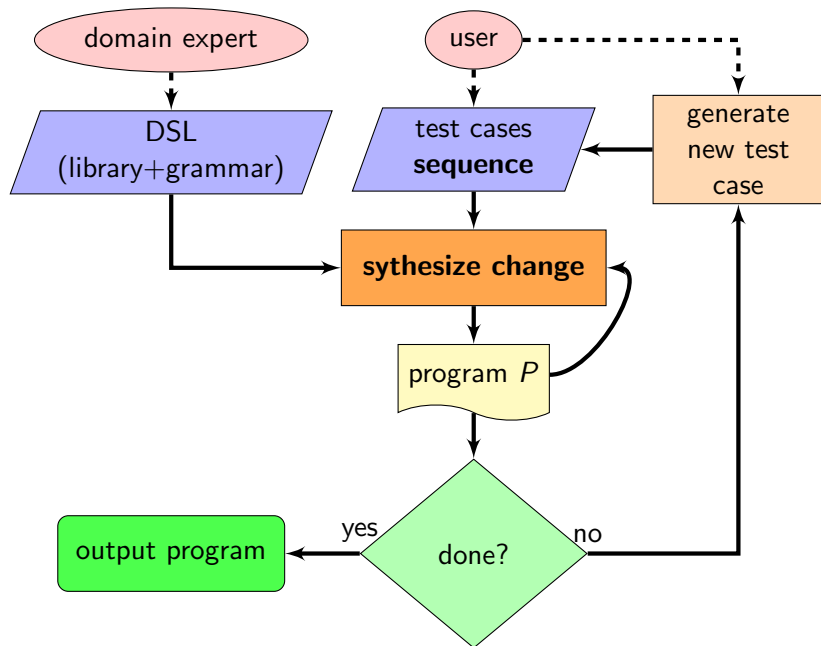 domain expert
user
DSL
(library+grammar)
test cases
sequence
generate
new test
case
sythesize change
program P
done?
yes
no
output program